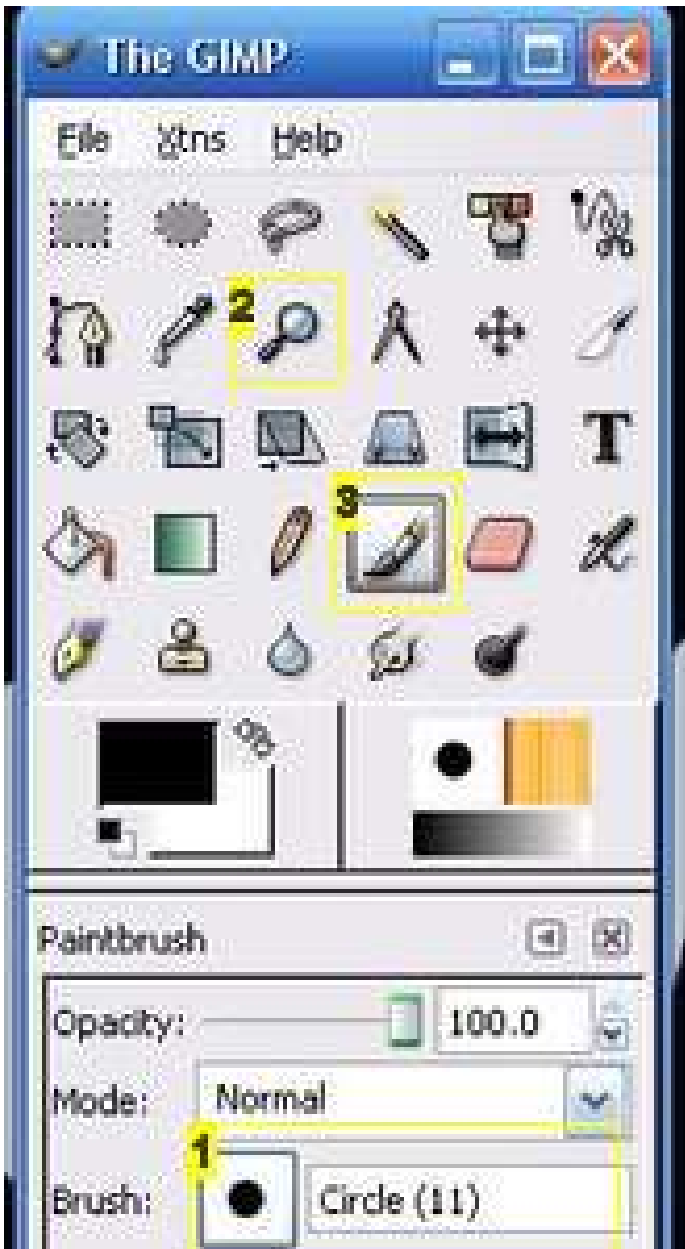 The GIMP
File Xtns Help
2
T
3
Paintbrush
Opacity: 100.0
Mode: Normal
1
Brush: Circle (11)